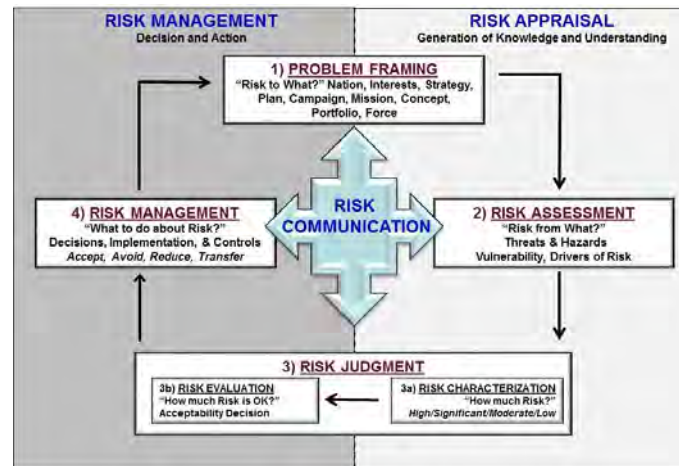 RISK MANAGEMENT
Decision and Action
RISK APPRAISAL
Generation of Knowledge and Understanding
1) PROBLEM FRAMING
“Risk to What?” Nation, Interests, Strategy,
Plan, Campaign, Mission, Concept,
Portfolio, Force
4) RISK MANAGEMENT
“What to do about Risk?”
Decisions, Implementation, & Controls
Accept, Avoid, Reduce, Transfer
RISK
COMMUNICATION
2) RISK ASSESSMENT
“Risk from What?”
Threats & Hazards
Vulnerability, Drivers of Risk
3) RISK JUDGMENT
3b) RISK EVALUATION
“How much Risk is OK?”
Acceptability Decision
3a) RISK CHARACTERIZATION
“How much Risk?”
High/Significant/Moderate/Low